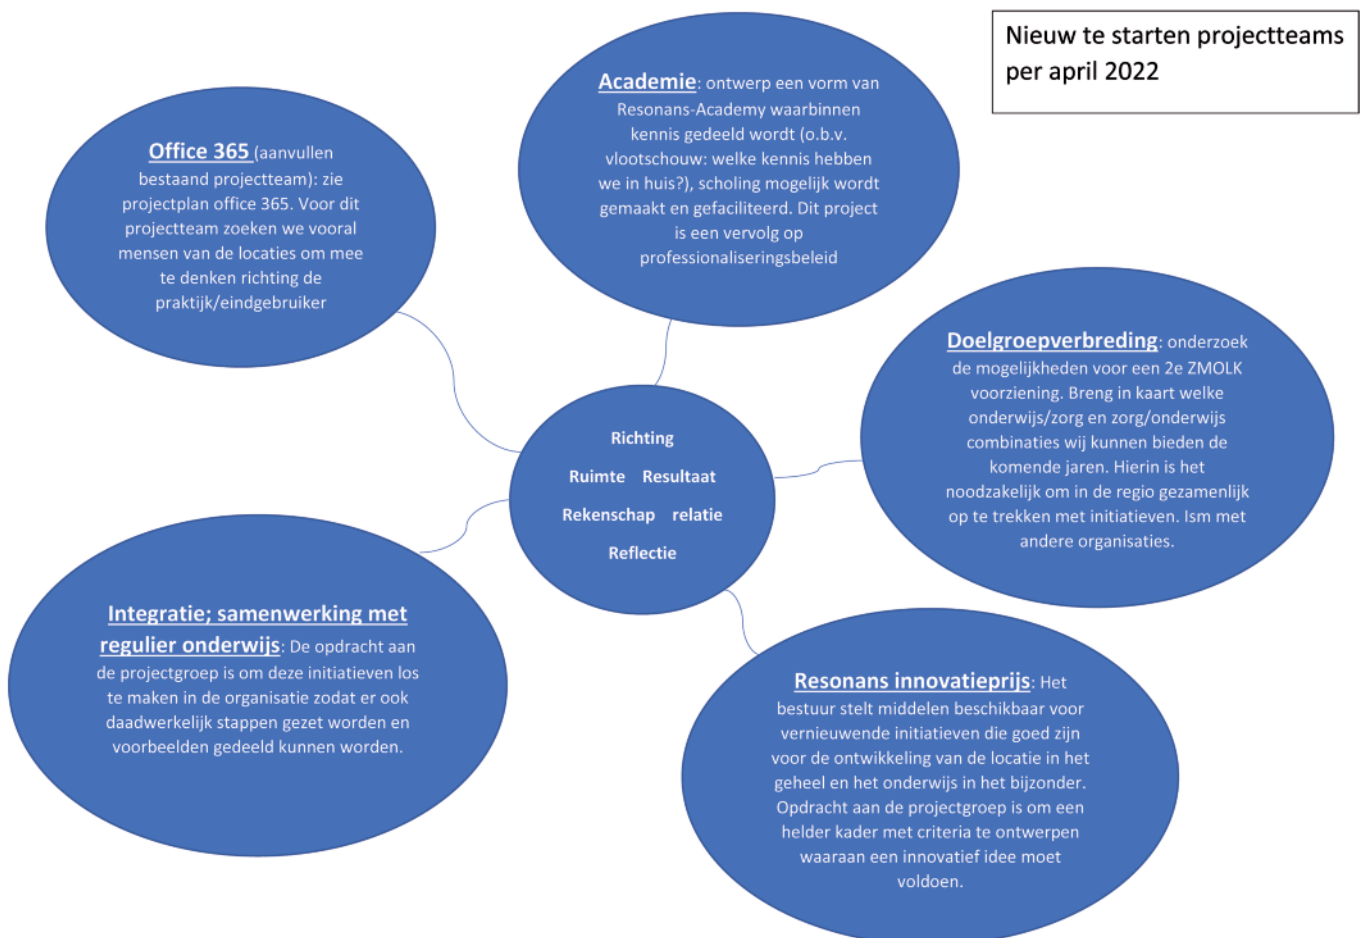 Nieuw te starten projectteams
per april 2022
Academie: ontwerp een vorm van
Resonans-Academy waarbinnen
kennis gedeeld wordt (o.b.v.
vlootschouw: welke kennis hebben
we in huis?), scholing mogelijk wordt
gemaakt en gefaciliteerd. Dit project
is een vervolg op
professionaliseringsbeleid
Office 365 (aanvullen
bestaand projectteam): zie
projectplan office 365. Voor dit
projectteam zoeken we vooral
mensen van de locaties om mee
te denken richting de
praktijk/eindgebruiker
Doelgroepverbreding: onderzoek
de mogelijkheden voor een 2e ZMOLK
voorziening. Breng in kaart welke
onderwijs/zorg en zorg/onderwijs
combinaties wij kunnen bieden de
komende jaren. Hierin is het
noodzakelijk om in de regio gezamenlijk
op te trekken met initiatieven. Ism met
andere organisaties.
Richting
Ruimte Resultaat
Rekenschap relatie
Reflectie
Integratie; samenwerking met
regulier onderwijs: De opdracht aan
de projectgroep is om deze initiatieven los
te maken in de organisatie zodat er ook
daadwerkelijk stappen gezet worden en
voorbeelden gedeeld kunnen worden.
Resonans innovatieprijs: Het
bestuur stelt middelen beschikbaar voor
vernieuwende initiatieven die goed zijn
voor de ontwikkeling van de locatie in het
geheel en het onderwijs in het bijzonder.
Opdracht aan de projectgroep is om een
helder kader met criteria te ontwerpen
waaraan een innovatief idee moet
voldoen.